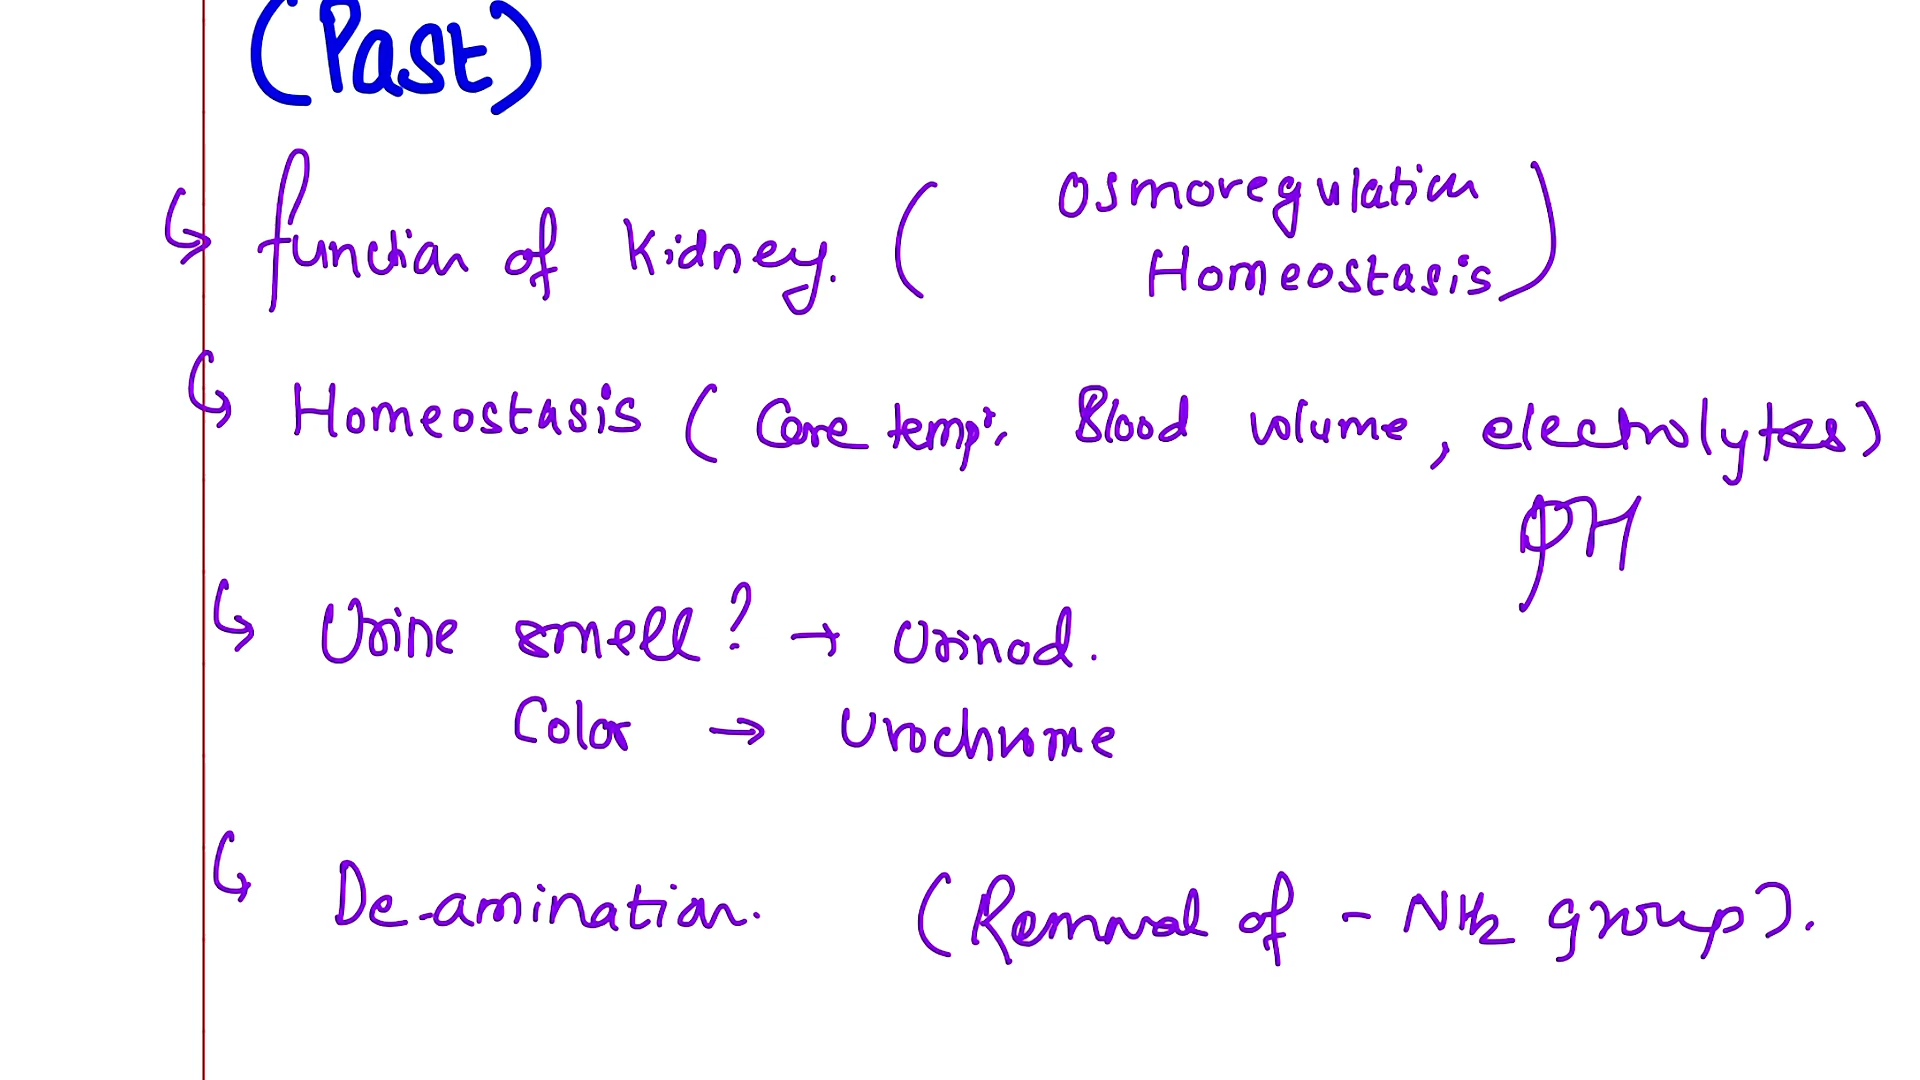 (Past)
Osmoregulation
↳ function of kidney. ( )
Homeostasis
↳ Homeostasis ( Core temp. Blood volume, electrolytes)
pH
↳ Urine smell? → Urinod.
Color → Urochrome
↳ De-amination. (Removal of - NH2 group).